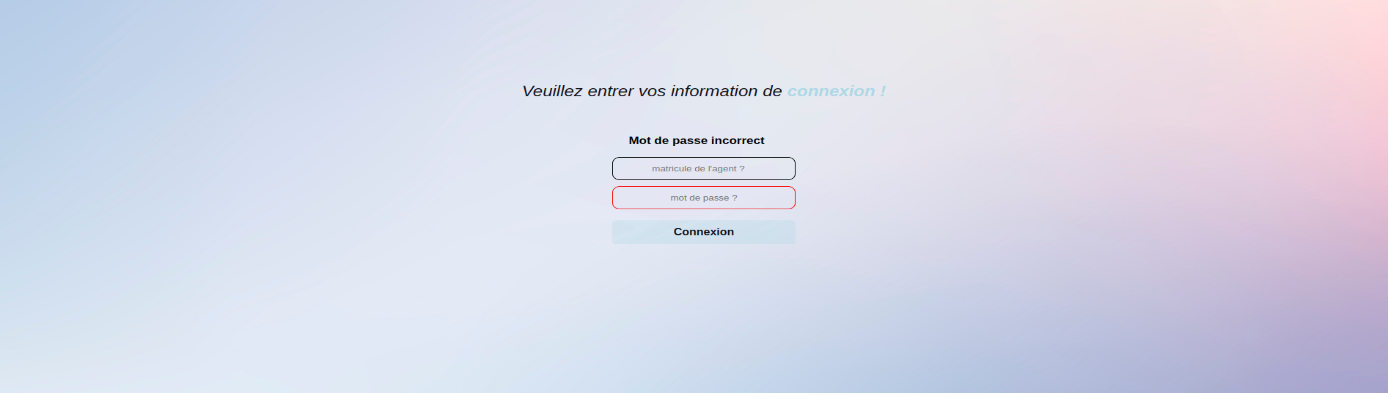 Veuillez entrer vos information de connexion !
Mot de passe incorrect
matricule de l'agent ?
mot de passe ?
Connexion